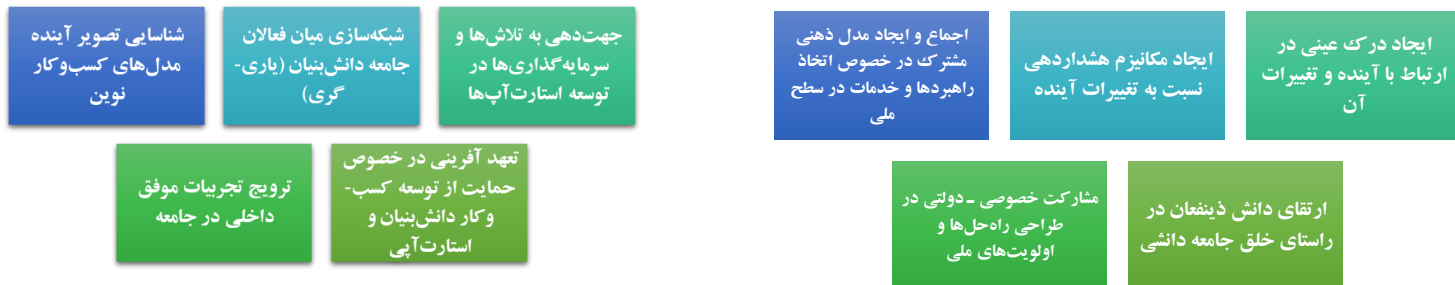 ایجاد درک عینی در
ارتباط با آینده و تغییرات
آن
ایجاد مکانیزم هشداردهی
نسبت به تغییرات آینده
اجماع و ایجاد مدل ذهنی
مشترک در خصوص اتخاذ
راهبردها و خدمات در سطح
ملی
ارتقای دانش ذینفعان در
راستای خلق جامعه دانشی
مشارکت خصوصی ـ دولتی در
طراحی راه‌حل‌ها و
اولویت‌های ملی
جهت‌دهی به تلاش‌ها و
سرمایه‌گذاری‌ها در
توسعه استارت‌آپ‌ها
شبکه‌سازی میان فعالان
جامعه دانش‌بنیان (یاری-
گری)
شناسایی تصویر آینده
مدل‌های کسب‌وکار
نوین
تعهد آفرینی در خصوص
حمایت از توسعه کسب-
وکار دانش‌بنیان و
استارت‌آپی
ترویج تجربیات موفق
داخلی در جامعه